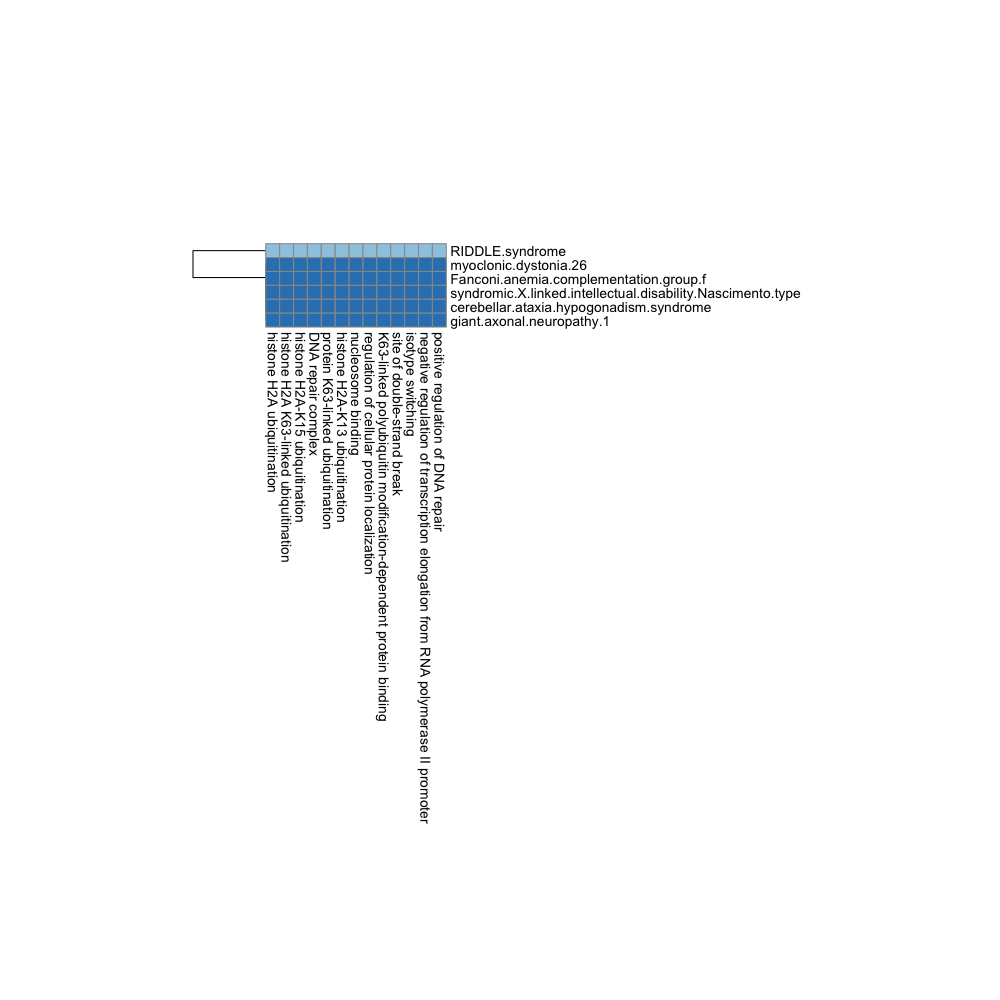 RIDDLE.syndrome
myoclonic.dystonia.26
Fanconi.anemia.complementation.group.f
syndromic.X.linked.intellectual.disability.Nascimento.type
cerebellar.ataxia.hypogonadism.syndrome
giant.axonal.neuropathy.1
histone H2A ubiquitination
histone H2A K63-linked ubiquitination
histone H2A-K15 ubiquitination
DNA repair complex
protein K63-linked ubiquitination
histone H2A-K13 ubiquitination
nucleosome binding
regulation of cellular protein localization
K63-linked polyubiquitin modification-dependent protein binding
site of double-strand break
isotype switching
negative regulation of transcription elongation from RNA polymerase II promoter
positive regulation of DNA repair